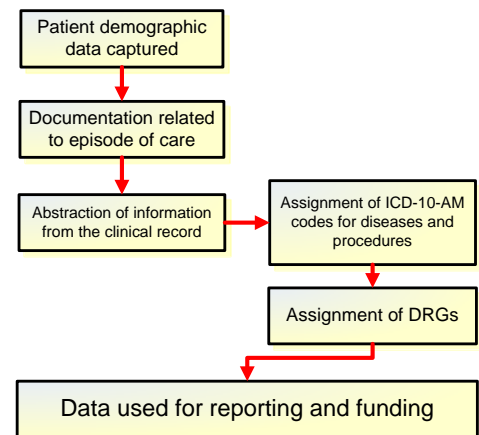 Patient demographic
data captured
Documentation related
to episode of care
Abstraction of information
from the clinical record
Assignment of ICD-10-AM
codes for diseases and
procedures
Assignment of DRGs
Data used for reporting and funding